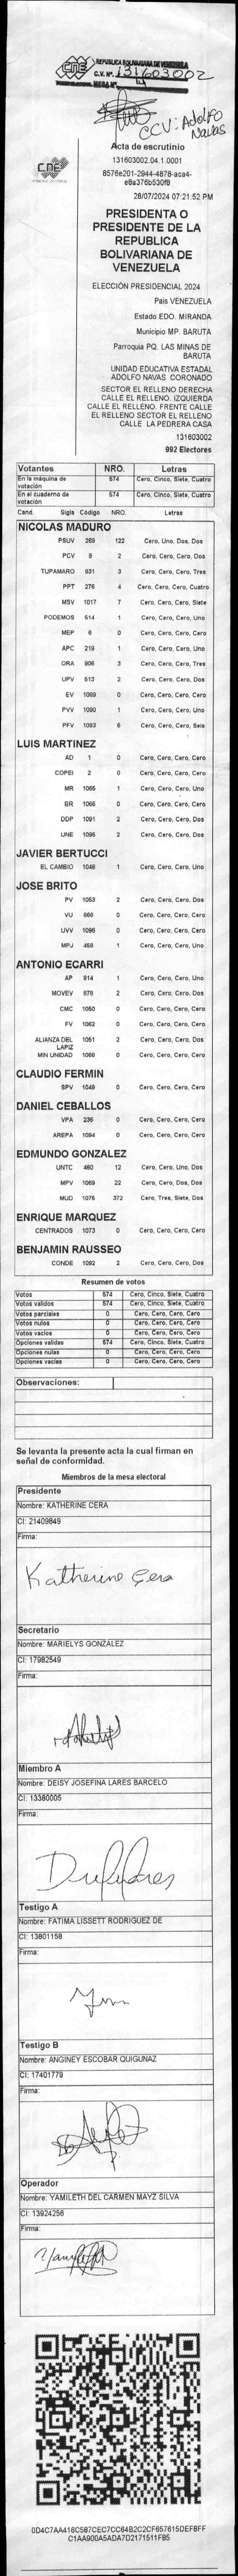 CNE
REPUBLICA BOLIVARIANA DE VENEZUELA
C.V. Nº 131603002
MESA Nº
CCV: Adolfo
Navas
CNE
Acta de escrutinio
131603002.04.1.0001
8576e201-2944-4878-aca4-
e8a376b530f8
28/07/2024 07:21:52 PM
PRESIDENTA O
PRESIDENTE DE LA
REPUBLICA
BOLIVARIANA DE
VENEZUELA
ELECCIÓN PRESIDENCIAL 2024
Pais VENEZUELA
Estado EDO. MIRANDA
Municipio MP. BARUTA
Parroquia PQ. LAS MINAS DE
BARUTA
UNIDAD EDUCATIVA ESTADAL
ADOLFO NAVAS CORONADO
SECTOR EL RELLENO DERECHA
CALLE EL RELLENO. IZQUIERDA
CALLE EL RELLENO. FRENTE CALLE
EL RELLENO SECTOR EL RELLENO
CALLE LA PEDRERA CASA
131603002
992 Electores
Votantes NRO. Letras
En la máquina de votación 574 Cero, Cinco, Siete, Cuatro
En el cuaderno de votación 574 Cero, Cinco, Siete, Cuatro
Cand. Sigla Código NRO. Letras
NICOLAS MADURO
PSUV 269 122 Cero, Uno, Dos, Dos
PCV 9 2 Cero, Cero, Cero, Dos
TUPAMARO 931 3 Cero, Cero, Cero, Tres
PPT 276 4 Cero, Cero, Cero, Cuatro
MSV 1017 7 Cero, Cero, Cero, Siete
PODEMOS 514 1 Cero, Cero, Cero, Uno
MEP 6 0 Cero, Cero, Cero, Cero
APC 219 1 Cero, Cero, Cero, Uno
ORA 906 3 Cero, Cero, Cero, Tres
UPV 513 2 Cero, Cero, Cero, Dos
EV 1089 0 Cero, Cero, Cero, Cero
PVV 1090 1 Cero, Cero, Cero, Uno
PFV 1093 6 Cero, Cero, Cero, Seis
LUIS MARTINEZ
AD 1 0 Cero, Cero, Cero, Cero
COPEI 2 0 Cero, Cero, Cero, Cero
MR 1065 1 Cero, Cero, Cero, Uno
BR 1066 0 Cero, Cero, Cero, Cero
DDP 1091 2 Cero, Cero, Cero, Dos
UNE 1095 2 Cero, Cero, Cero, Dos
JAVIER BERTUCCI
EL CAMBIO 1048 1 Cero, Cero, Cero, Uno
JOSE BRITO
PV 1053 2 Cero, Cero, Cero, Dos
VU 868 0 Cero, Cero, Cero, Cero
UVV 1096 0 Cero, Cero, Cero, Cero
MPJ 458 1 Cero, Cero, Cero, Uno
ANTONIO ECARRI
AP 814 1 Cero, Cero, Cero, Uno
MOVEV 878 2 Cero, Cero, Cero, Dos
CMC 1050 0 Cero, Cero, Cero, Cero
FV 1062 0 Cero, Cero, Cero, Cero
ALIANZA DEL LAPIZ 1051 2 Cero, Cero, Cero, Dos
MIN UNIDAD 1069 0 Cero, Cero, Cero, Cero
CLAUDIO FERMIN
SPV 1049 0 Cero, Cero, Cero, Cero
DANIEL CEBALLOS
VPA 236 0 Cero, Cero, Cero, Cero
AREPA 1094 0 Cero, Cero, Cero, Cero
EDMUNDO GONZALEZ
UNTC 460 12 Cero, Cero, Uno, Dos
MPV 1069 22 Cero, Cero, Dos, Dos
MUD 1075 372 Cero, Tres, Siete, Dos
ENRIQUE MARQUEZ
CENTRADOS 1073 0 Cero, Cero, Cero, Cero
BENJAMIN RAUSSEO
CONDE 1092 2 Cero, Cero, Cero, Dos
Resumen de votos
Votos 574 Cero, Cinco, Siete, Cuatro
Votos validos 574 Cero, Cinco, Siete, Cuatro
Votos parciales 0 Cero, Cero, Cero, Cero
Votos nulos 0 Cero, Cero, Cero, Cero
Votos vacios 0 Cero, Cero, Cero, Cero
Opciones validas 574 Cero, Cinco, Siete, Cuatro
Opciones nulas 0 Cero, Cero, Cero, Cero
Opciones vacias 0 Cero, Cero, Cero, Cero
Observaciones:
Se levanta la presente acta la cual firman en
señal de conformidad.
Miembros de la mesa electoral
Presidente
Nombre: KATHERINE CERA
CI: 21409849
Firma:
Katherine Cera
Secretario
Nombre: MARIELYS GONZALEZ
CI: 17982549
Firma:
Miembro A
Nombre: DEISY JOSEFINA LARES BARCELO
CI: 13380005
Firma:
Testigo A
Nombre: FATIMA LISSETT RODRIGUEZ DE
CI: 13801158
Firma:
Testigo B
Nombre: ANGINEY ESCOBAR QUIGUNAZ
CI: 17401779
Firma:
Operador
Nombre: YAMILETH DEL CARMEN MAYZ SILVA
CI: 13924256
Firma:
0D4C7AA416C587CEC7CC64B2C2CF657615DEF8FF
C1AA900A5ADA7D2171511F85